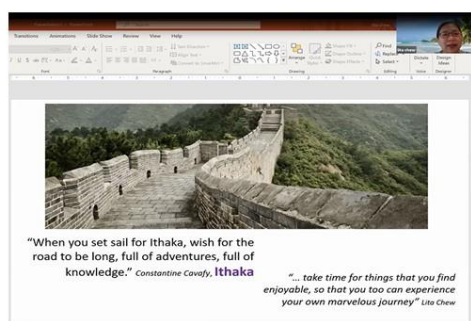 Transitions Animations Slide Show Review View Help
Arrange
Find
Replace
Select
Dictate
Design Ideas
Font Paragraph Drawing Editing Voice Designer
“When you set sail for Ithaka, wish for the
road to be long, full of adventures, full of
knowledge.” Constantine Cavafy, Ithaka
“... take time for things that you find
enjoyable, so that you too can experience
your own marvelous journey” Lita Chew